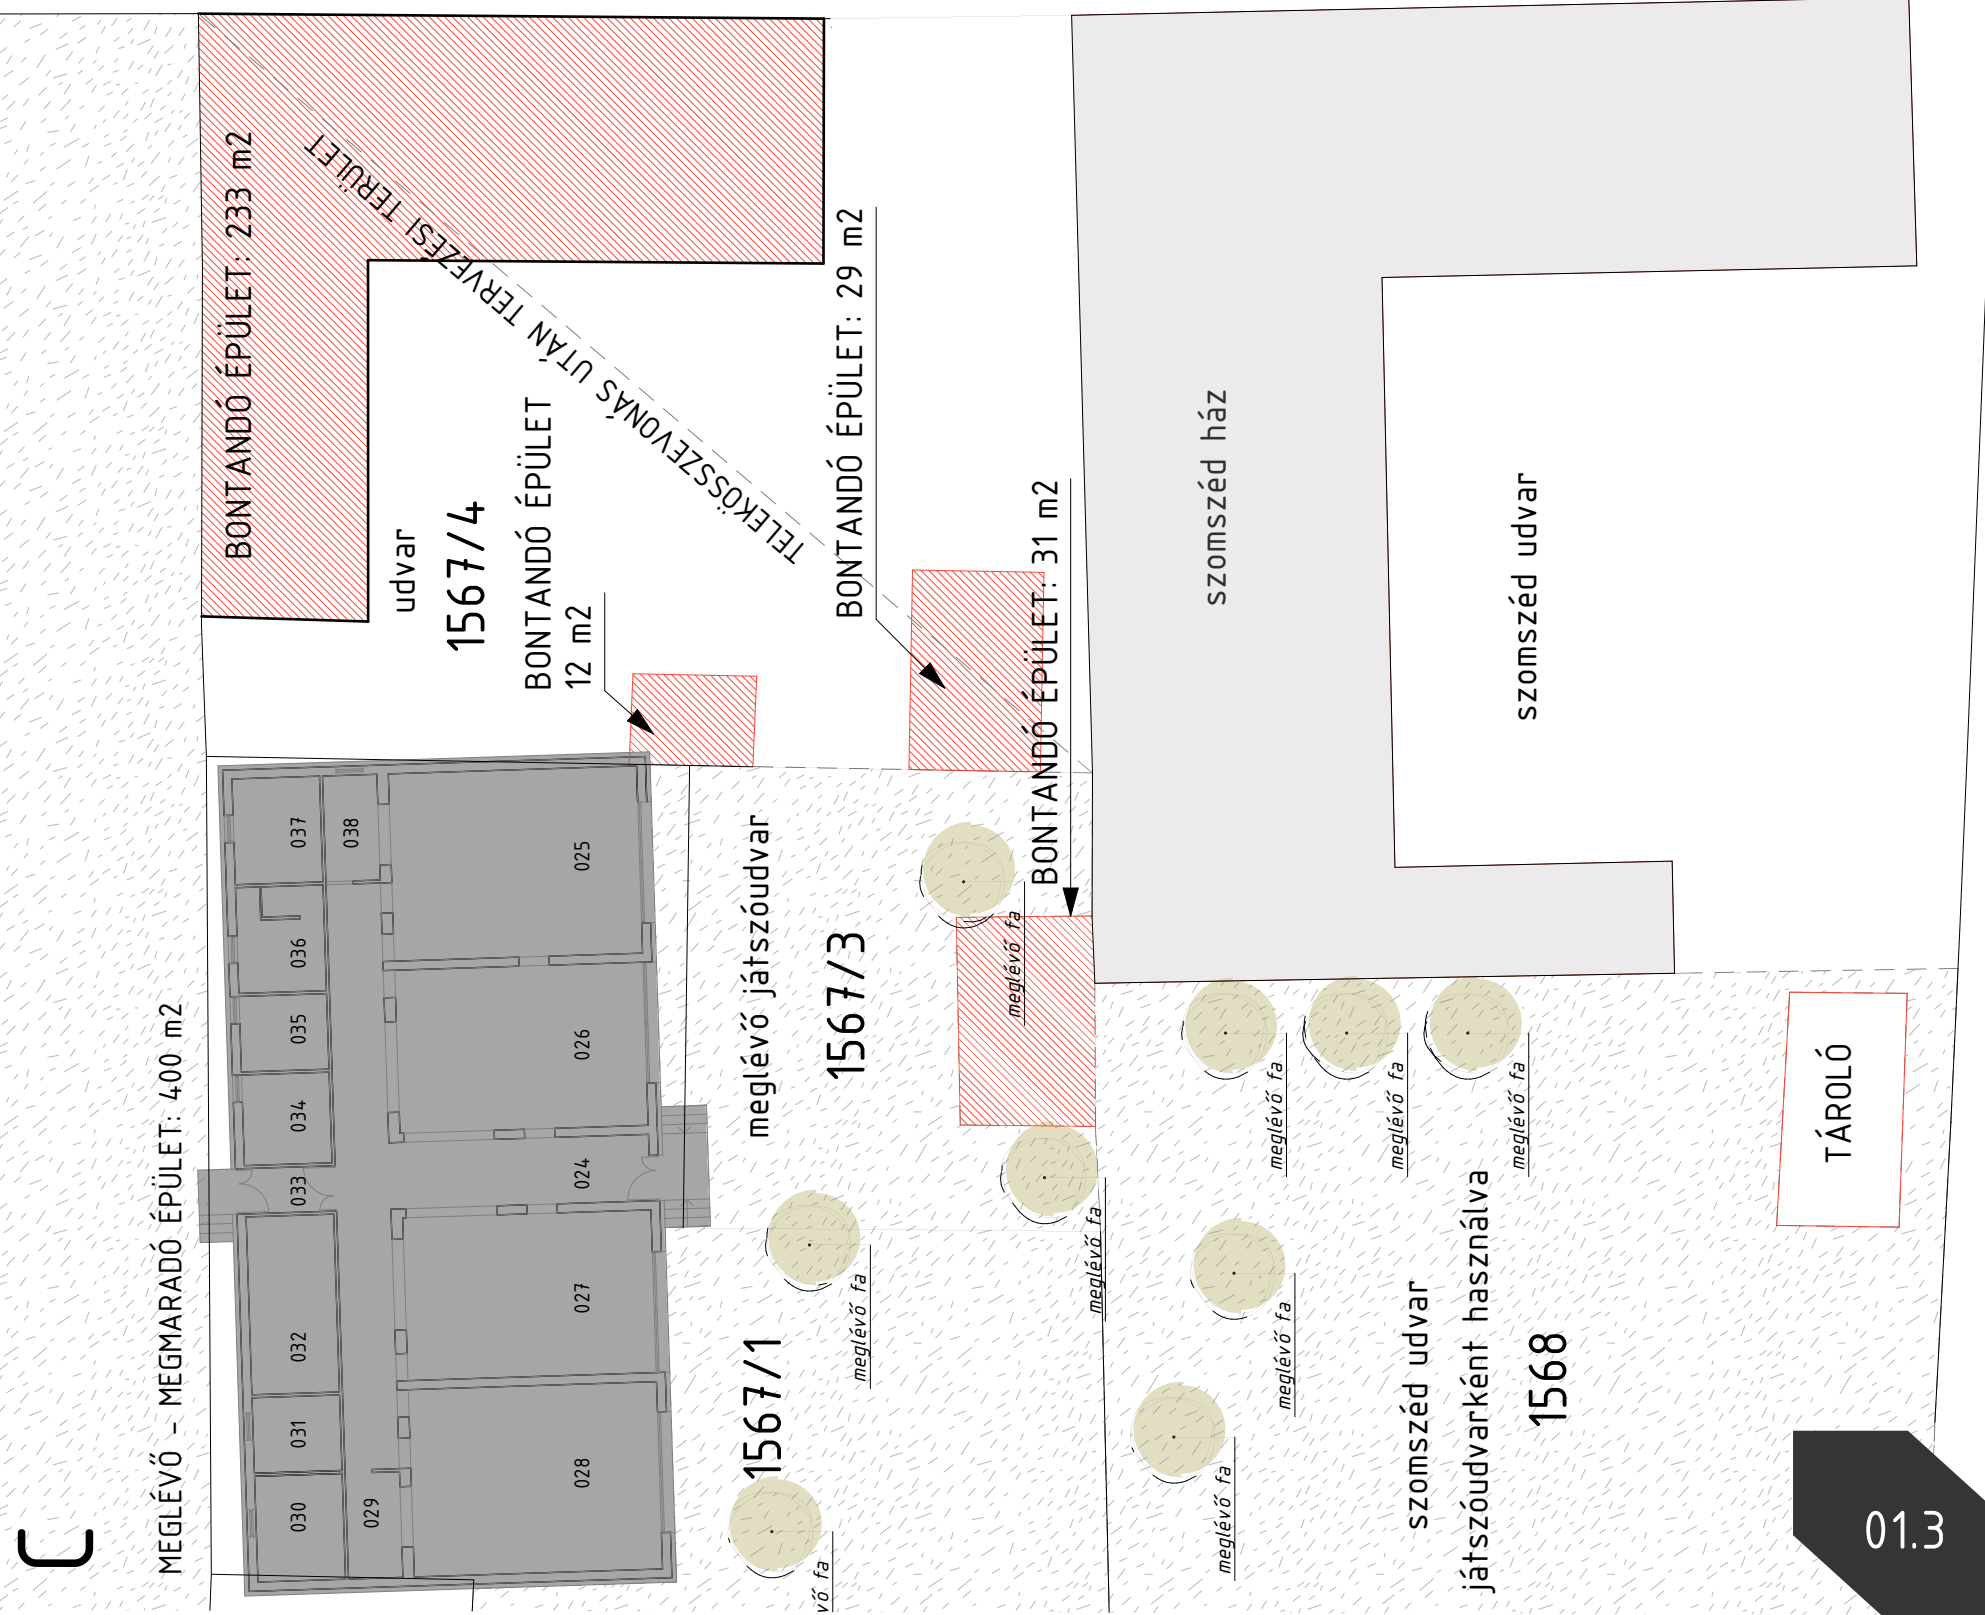 BONTANDÓ ÉPÜLET: 233 m2
TELEKÖSSZEVONÁS UTÁN TERVEZÉSI TERÜLET
udvar
1567/4
BONTANDÓ ÉPÜLET
12 m2
BONTANDÓ ÉPÜLET: 29 m2
BONTANDÓ ÉPÜLET: 31 m2
szomszéd ház
szomszéd udvar
MEGLÉVŐ - MEGMARADÓ ÉPÜLET: 400 m2
037
038
025
036
035
026
034
033
024
032
027
031
030
029
028
meglévő játszóudvar
1567/3
1567/1
meglévő fa
meglévő fa
meglévő fa
vő fa
meglévő fa
meglévő fa
meglévő fa
meglévő fa
meglévő fa
szomszéd udvar
játszóudvarként használva
1568
TÁROLÓ
01.3